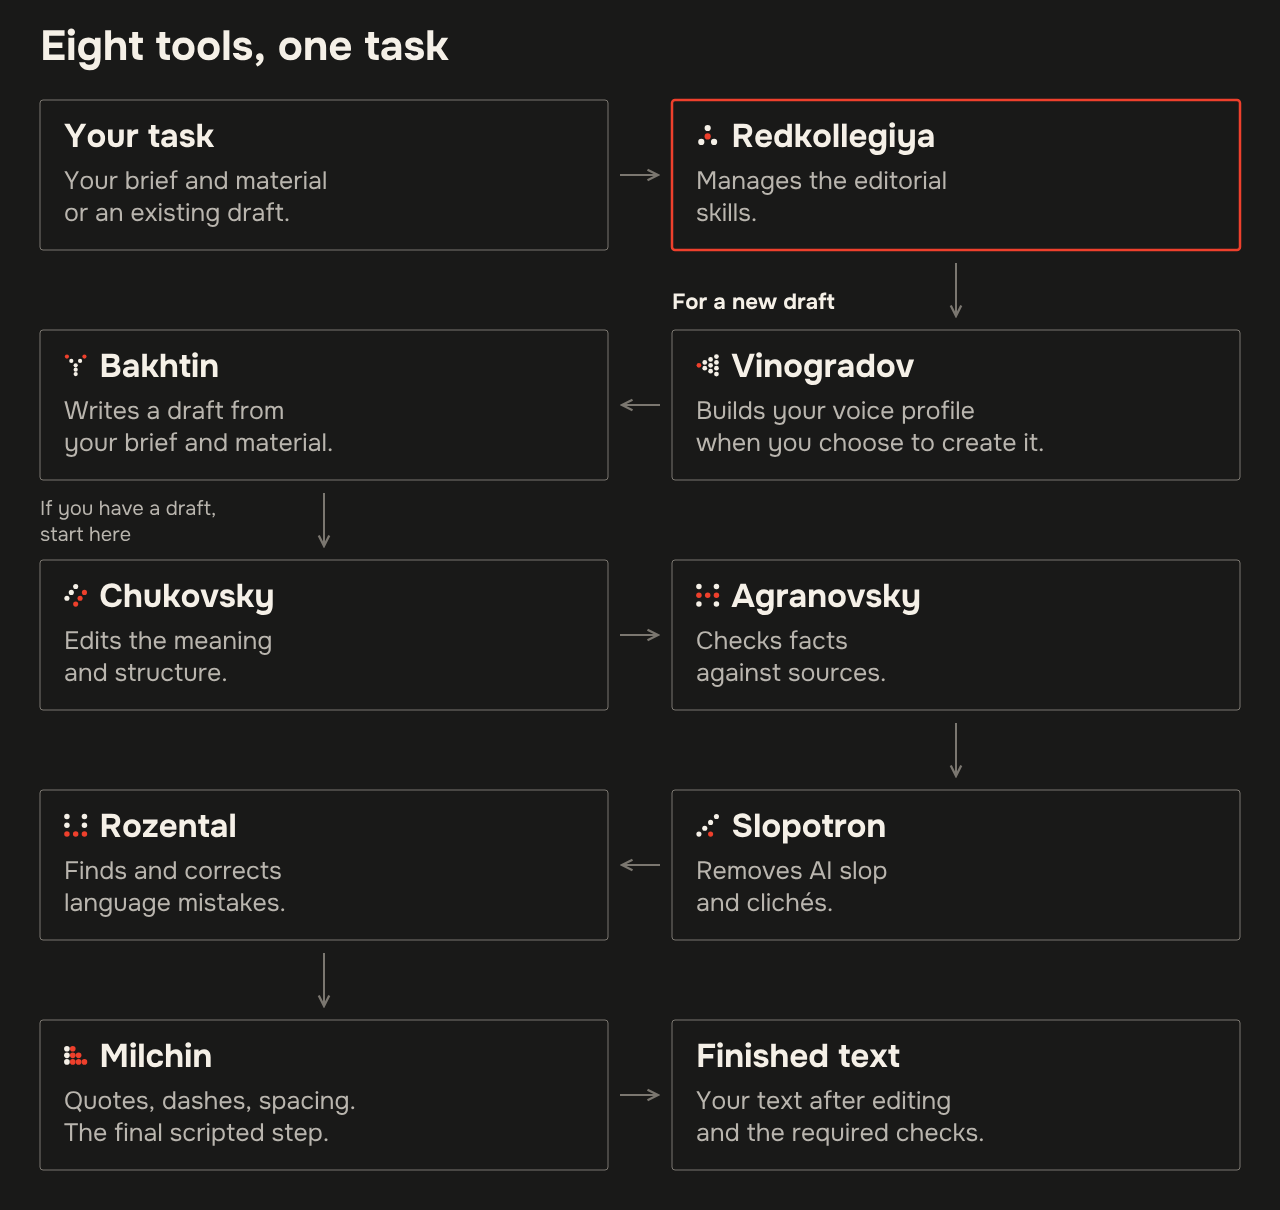 Eight tools, one task
Your task
Your brief and material
or an existing draft.
Redkollegiya
Manages the editorial
skills.
For a new draft
Vinogradov
Builds your voice profile
when you choose to create it.
Bakhtin
Writes a draft from
your brief and material.
If you have a draft,
start here
Chukovsky
Edits the meaning
and structure.
Agranovsky
Checks facts
against sources.
Slopotron
Removes AI slop
and clichés.
Rozental
Finds and corrects
language mistakes.
Milchin
Quotes, dashes, spacing.
The final scripted step.
Finished text
Your text after editing
and the required checks.